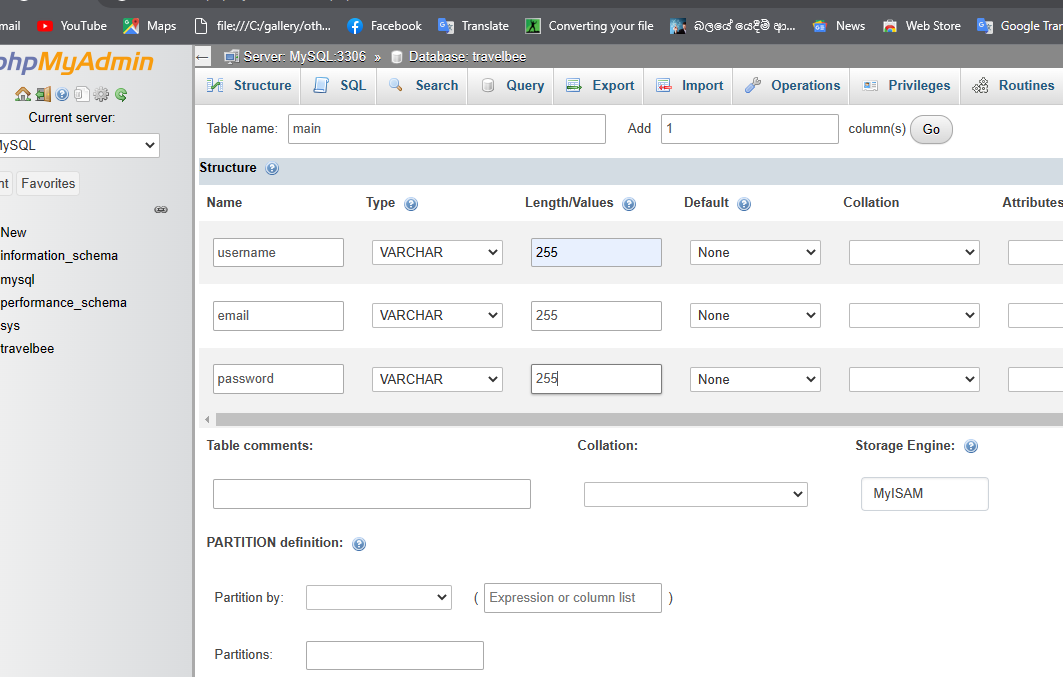 mail YouTube Maps file:///C:/gallery/oth... Facebook Translate Converting your file බලයේ යෙදීම් ආ... News Web Store Google Tran
phpMyAdmin
Current server:
MySQL
nt Favorites
New
information_schema
mysql
performance_schema
sys
travelbee
← Server: MySQL:3306 » Database: travelbee
Structure SQL Search Query Export Import Operations Privileges Routines
Table name: main Add 1 column(s) Go
Structure
Name Type Length/Values Default Collation Attributes
username VARCHAR 255 None
email VARCHAR 255 None
password VARCHAR 255 None
Table comments: Collation: Storage Engine:
MyISAM
PARTITION definition:
Partition by: ( Expression or column list )
Partitions: